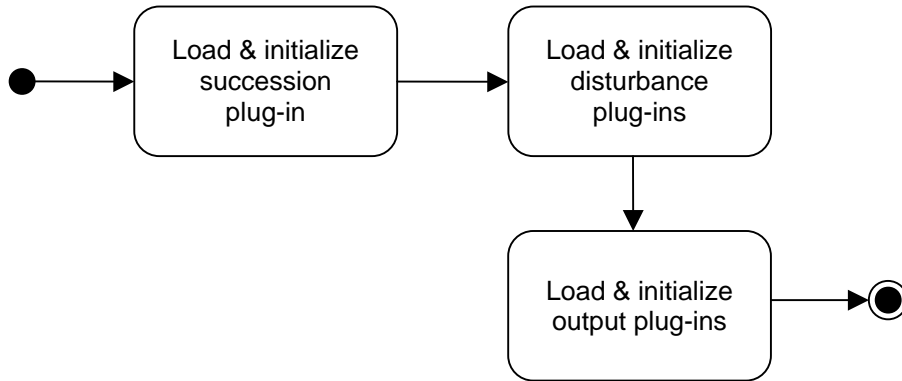 Load & initialize
succession
plug-in
Load & initialize
disturbance
plug-ins
Load & initialize
output plug-ins